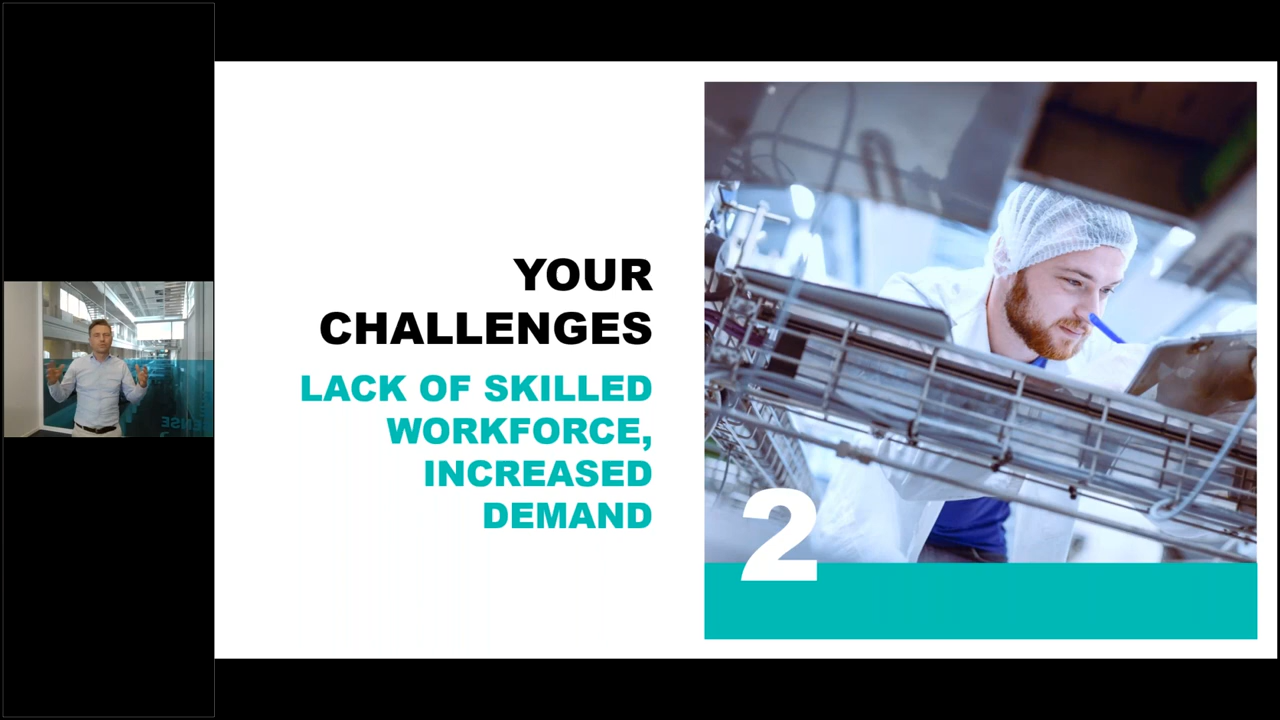 YOUR
CHALLENGES
LACK OF SKILLED
WORKFORCE,
INCREASED
DEMAND
2